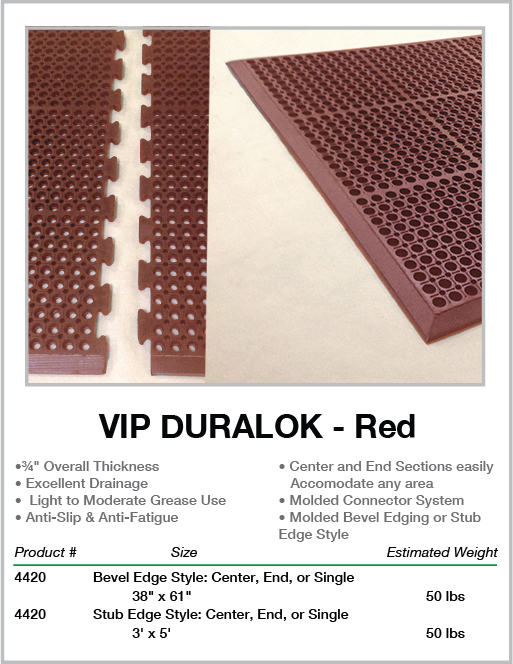 VIP DURALOK - Red
•¾" Overall Thickness
• Excellent Drainage
• Light to Moderate Grease Use
• Anti-Slip & Anti-Fatigue
• Center and End Sections easily
Accomodate any area
• Molded Connector System
• Molded Bevel Edging or Stub
Edge Style
Product # Size Estimated Weight
4420 Bevel Edge Style: Center, End, or Single
38" x 61" 50 lbs
4420 Stub Edge Style: Center, End, or Single
3' x 5' 50 lbs